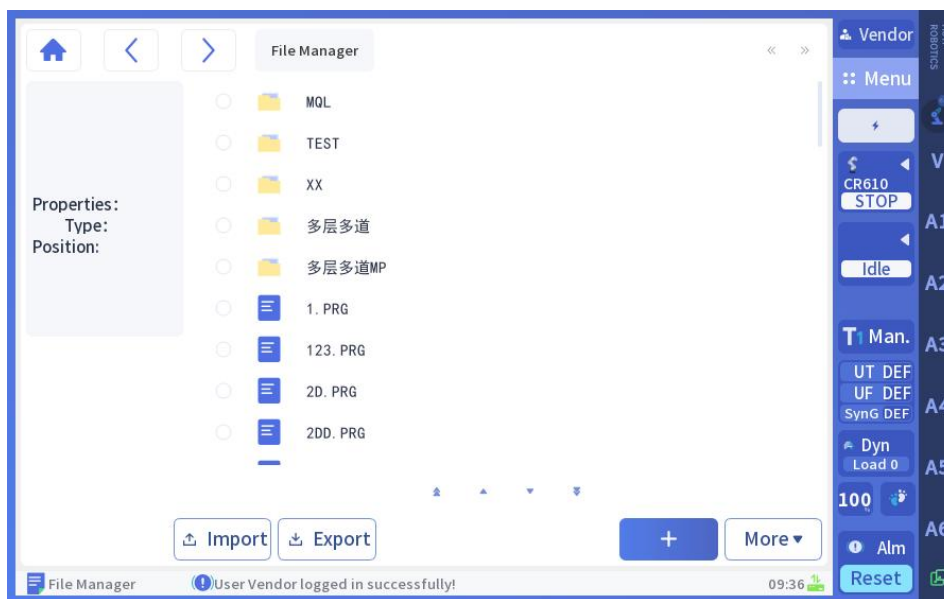 File Manager
« »
Properties:
Type:
Position:
MQL
TEST
XX
多层多道
多层多道MP
1.PRG
123.PRG
2D.PRG
2DD.PRG
Import
Export
+
More
File Manager
User Vendor logged in successfully!
09:36
Vendor
Menu
CR610
STOP
Idle
T1 Man.
UT DEF
UF DEF
SynG DEF
Dyn
Load 0
100%
Alm
Reset
ROBOTICS
A1
A2
A3
A4
A5
A6